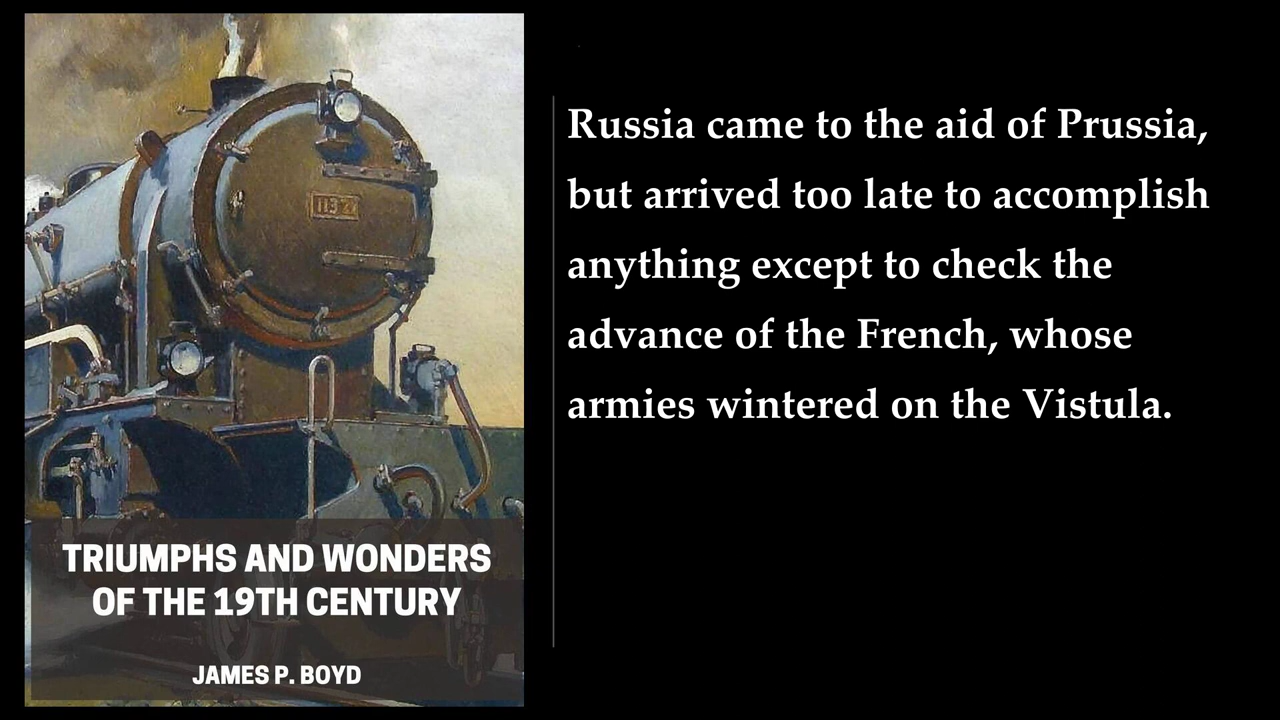 Russia came to the aid of Prussia,
but arrived too late to accomplish
anything except to check the
advance of the French, whose
armies wintered on the Vistula.
TRIUMPHS AND WONDERS
OF THE 19TH CENTURY
JAMES P. BOYD